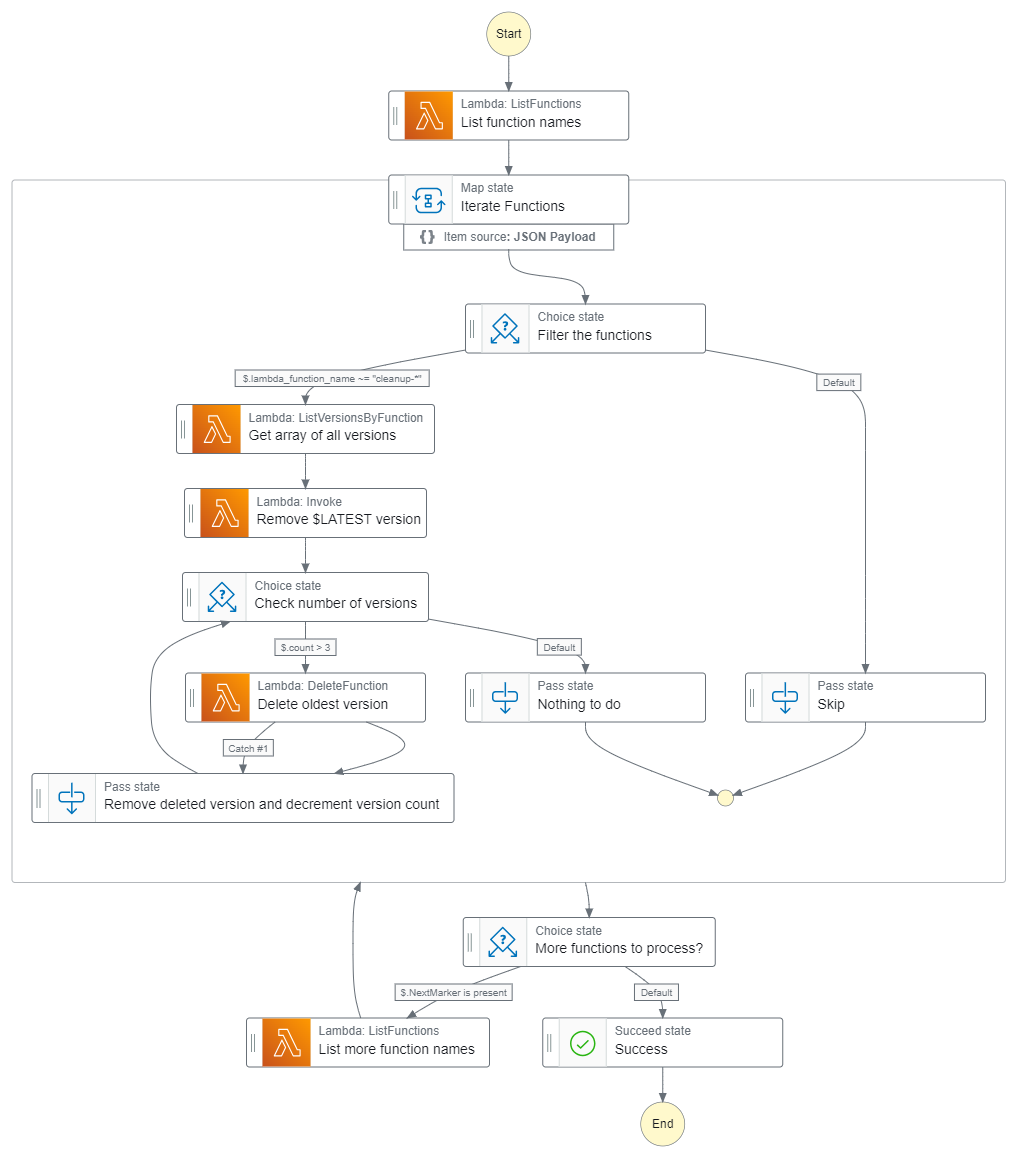 Start
Lambda: ListFunctions
List function names
Map state
Iterate Functions
{} Item source: JSON Payload
Choice state
Filter the functions
$.lambda_function_name ~= "cleanup-*"
Default
Lambda: ListVersionsByFunction
Get array of all versions
Lambda: Invoke
Remove $LATEST version
Choice state
Check number of versions
$.count > 3
Default
Lambda: DeleteFunction
Delete oldest version
Pass state
Nothing to do
Pass state
Skip
Catch #1
Pass state
Remove deleted version and decrement version count
Choice state
More functions to process?
$.NextMarker is present
Default
Lambda: ListFunctions
List more function names
Succeed state
Success
End